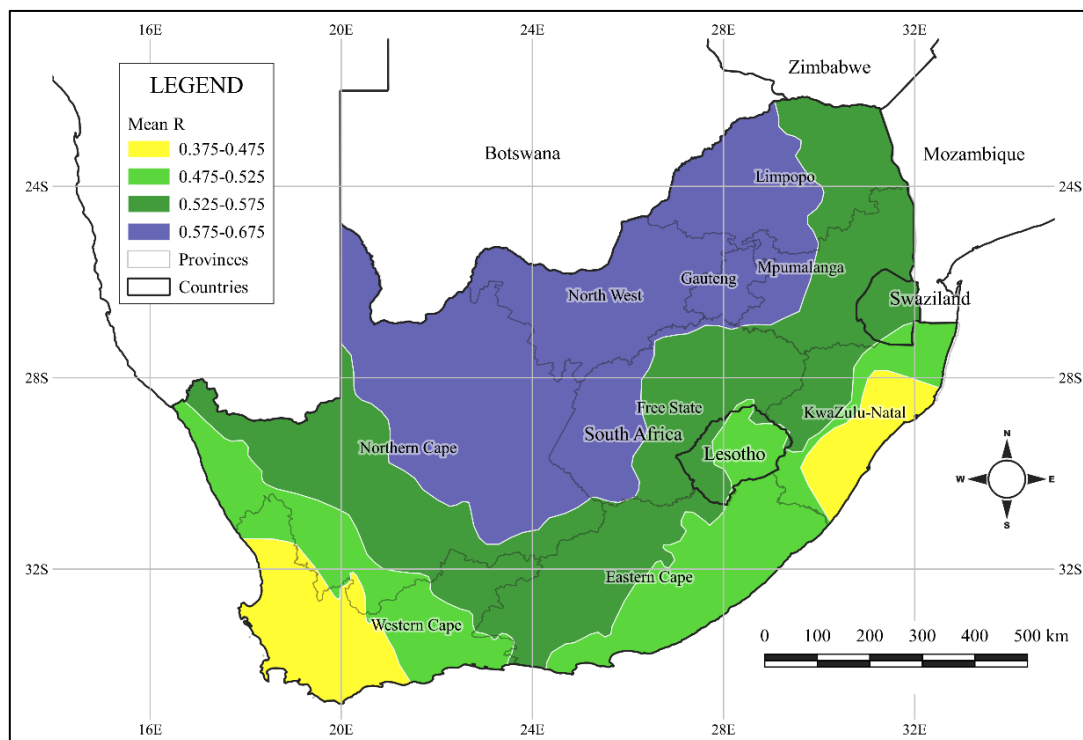 16E 20E 24E 28E 32E
Zimbabwe
LEGEND
Mean R
0.375-0.475
0.475-0.525
0.525-0.575
0.575-0.675
Provinces
Countries
Botswana
Mozambique
Limpopo
24S 24S
Gauteng
Mpumalanga
North West
Swaziland
28S 28S
Free State
KwaZulu-Natal
South Africa
Northern Cape
Lesotho
N
W E
S
32S 32S
Eastern Cape
Western Cape
0 100 200 300 400 500 km
16E 20E 24E 28E 32E